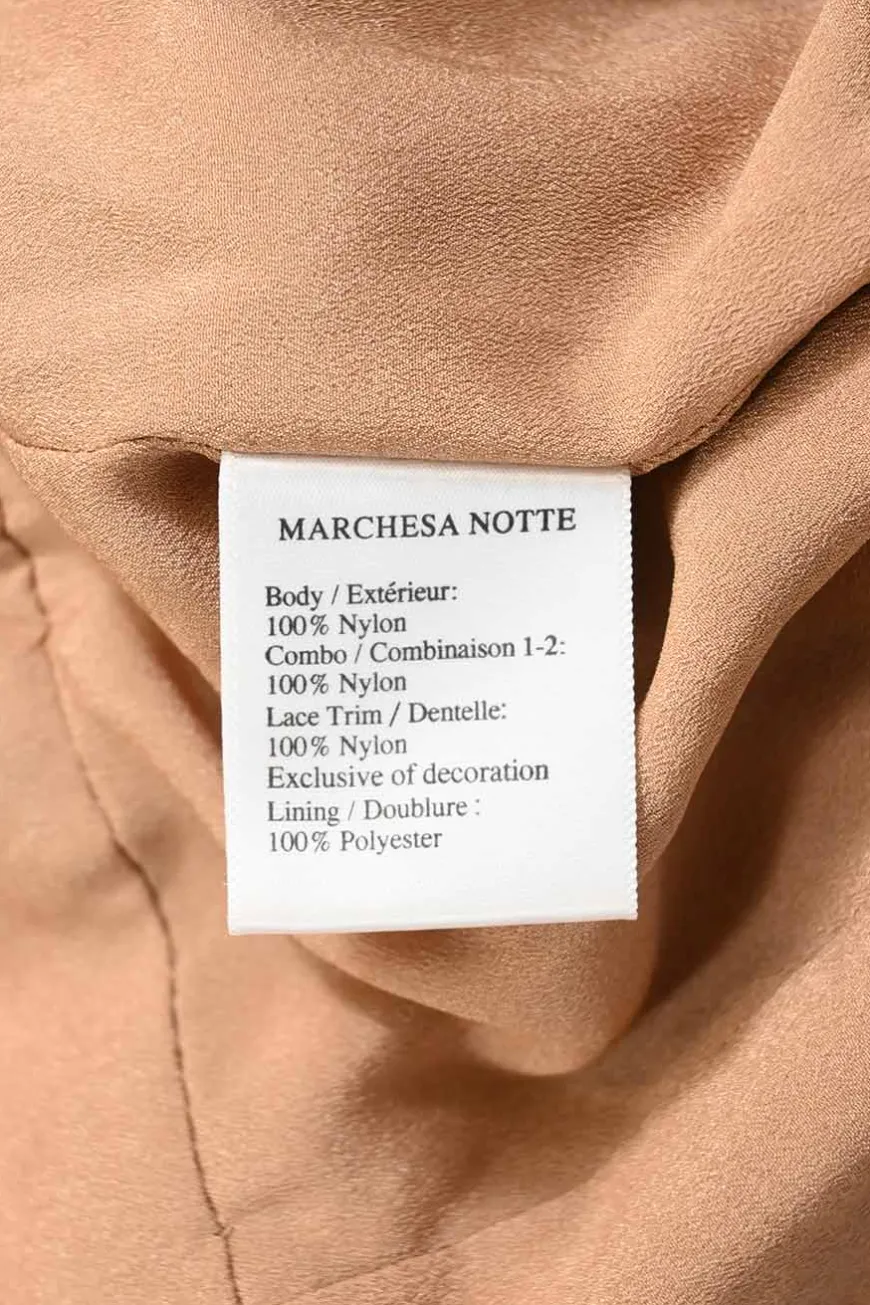 MARCHESA NOTTE
Body / Extérieur:
100% Nylon
Combo / Combinaison 1-2:
100% Nylon
Lace Trim / Dentelle:
100% Nylon
Exclusive of decoration
Lining / Doublure :
100% Polyester